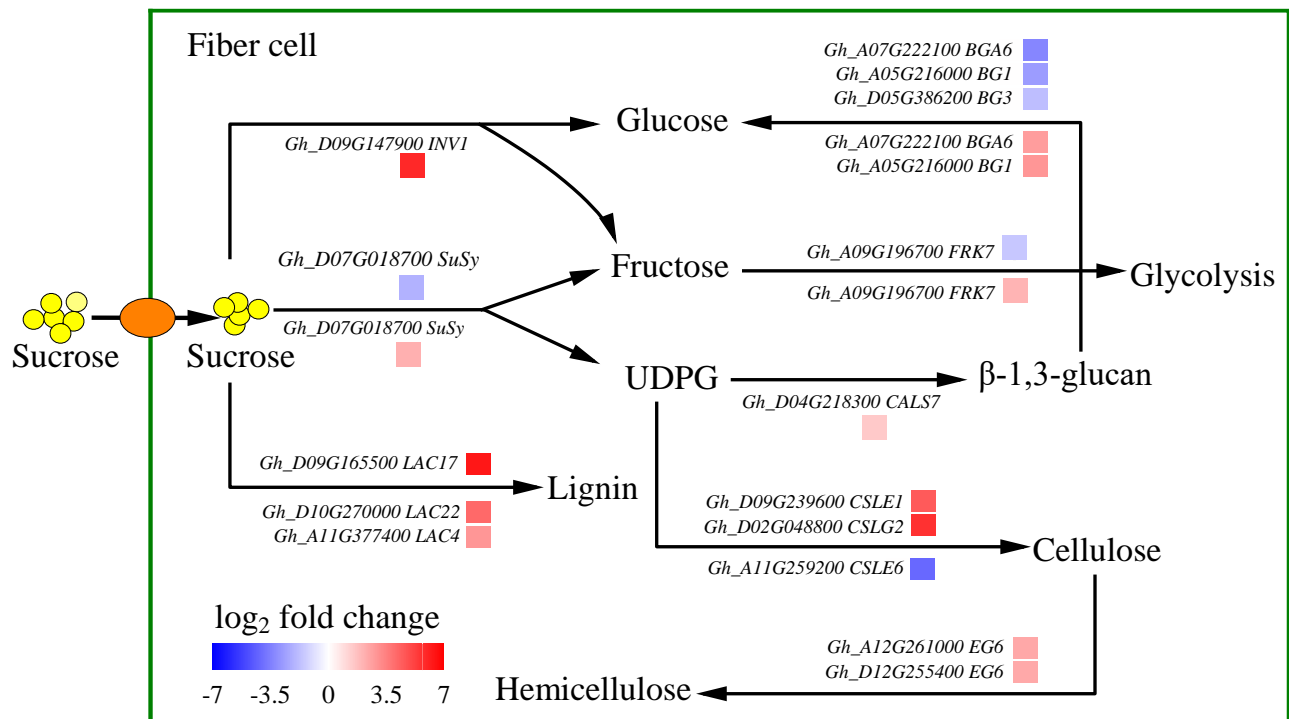 Fiber cell
Gh_A07G222100 BGA6
Gh_A05G216000 BG1
Gh_D05G386200 BG3
Glucose
Gh_D09G147900 INV1
Gh_A07G222100 BGA6
Gh_A05G216000 BG1
Gh_D07G018700 SuSy
Fructose
Gh_A09G196700 FRK7
Glycolysis
Gh_A09G196700 FRK7
Sucrose
Sucrose
Gh_D07G018700 SuSy
UDPG
β-1,3-glucan
Gh_D04G218300 CALS7
Gh_D09G165500 LAC17
Lignin
Gh_D10G270000 LAC22
Gh_A11G377400 LAC4
Gh_D09G239600 CSLE1
Gh_D02G048800 CSLG2
Cellulose
Gh_A11G259200 CSLE6
log₂ fold change
-7 -3.5 0 3.5 7
Gh_A12G261000 EG6
Gh_D12G255400 EG6
Hemicellulose